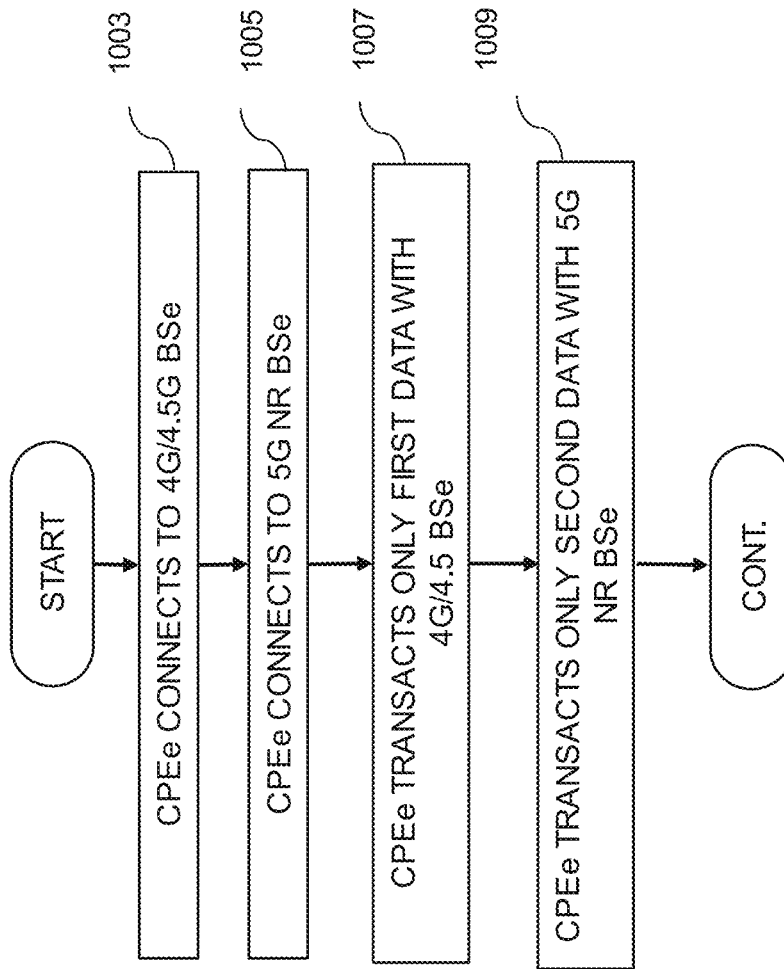 START
CPEe CONNECTS TO 4G/4.5G BSe
1003
CPEe CONNECTS TO 5G NR BSe
1005
CPEe TRANSACTS ONLY FIRST DATA WITH
4G/4.5 BSe
1007
CPEe TRANSACTS ONLY SECOND DATA WITH 5G
NR BSe
1009
CONT.